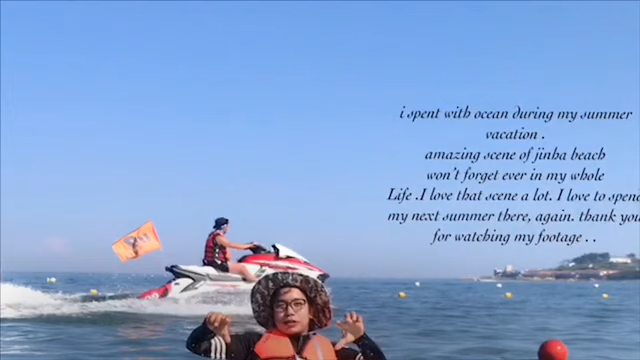 i spent with ocean during my summer
vacation .
amazing scene of jinha beach
won't forget ever in my whole
Life .I love that scene a lot. I love to spend
my next summer there, again. thank you
for watching my footage . .